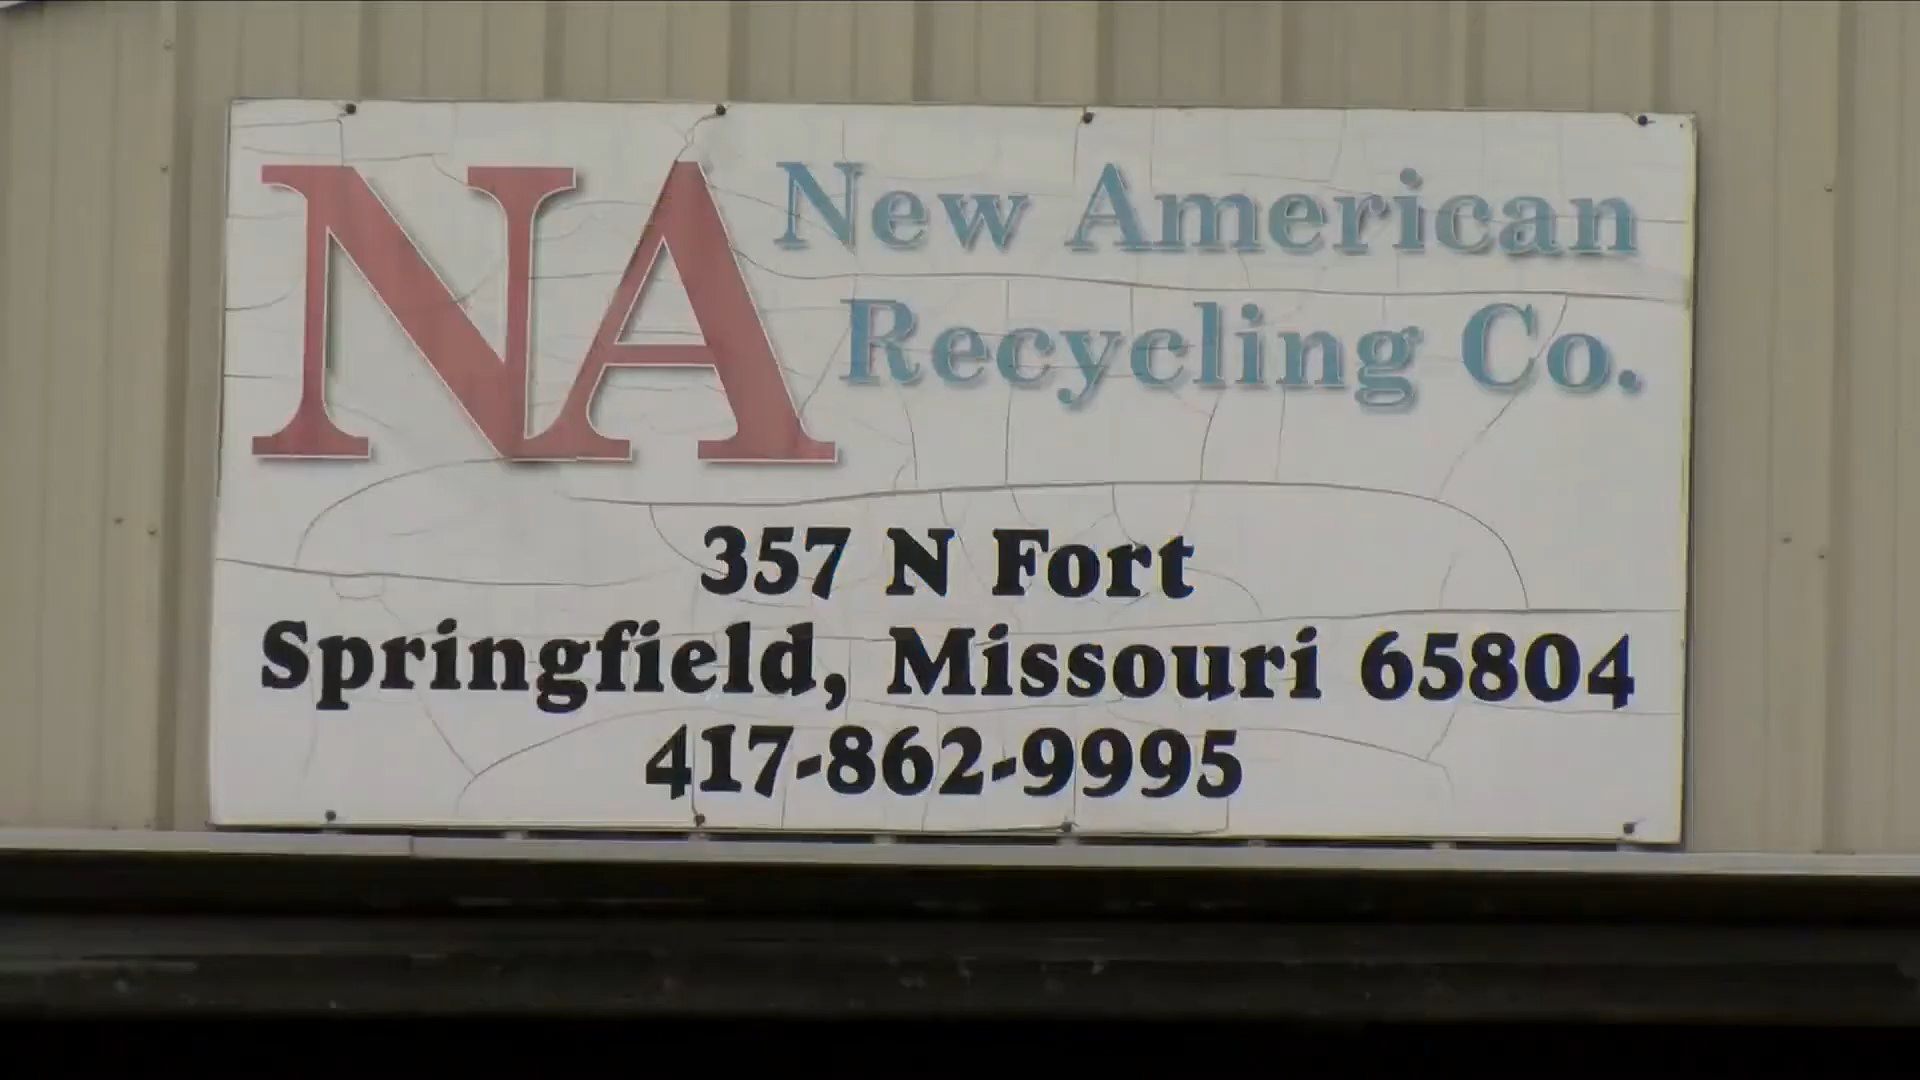 NA New American
Recycling Co.
357 N Fort
Springfield, Missouri 65804
417-862-9995